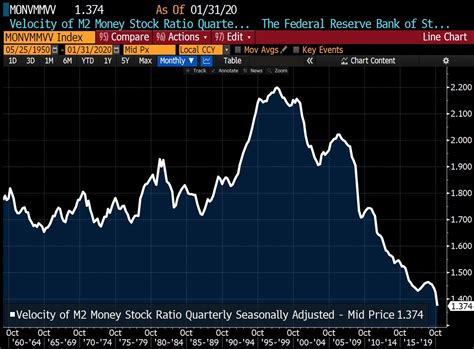 MONVMMVV 1.374 As Of 01/31/20
Velocity of M2 Money Stock Ratio Quarte... The Federal Reserve Bank of St...
MONVMMVV Index 95) Compare 96) Actions 97) Edit Line Chart
05/25/1950 01/31/2020 Mid Px Local CCY Mov Avgs Key Events
1D 3D 1M 6M YTD 1Y 5Y Max Monthly ▼ Table Chart Content
Track Annotate News Zoom
2.200
2.100
2.000
1.900
1.800
1.700
1.600
1.500
1.400
1.374
Velocity of M2 Money Stock Ratio Quarterly Seasonally Adjusted - Mid Price 1.374
Oct Oct Oct Oct Oct Oct Oct Oct Oct Oct Oct Oct Oct
'60-'64 '65-'69 '70-'74 '75-'79 '80-'84 '85-'89 '90-'94 '95-'99 '00-'04 '05-'09 '10-'14 '15-'19